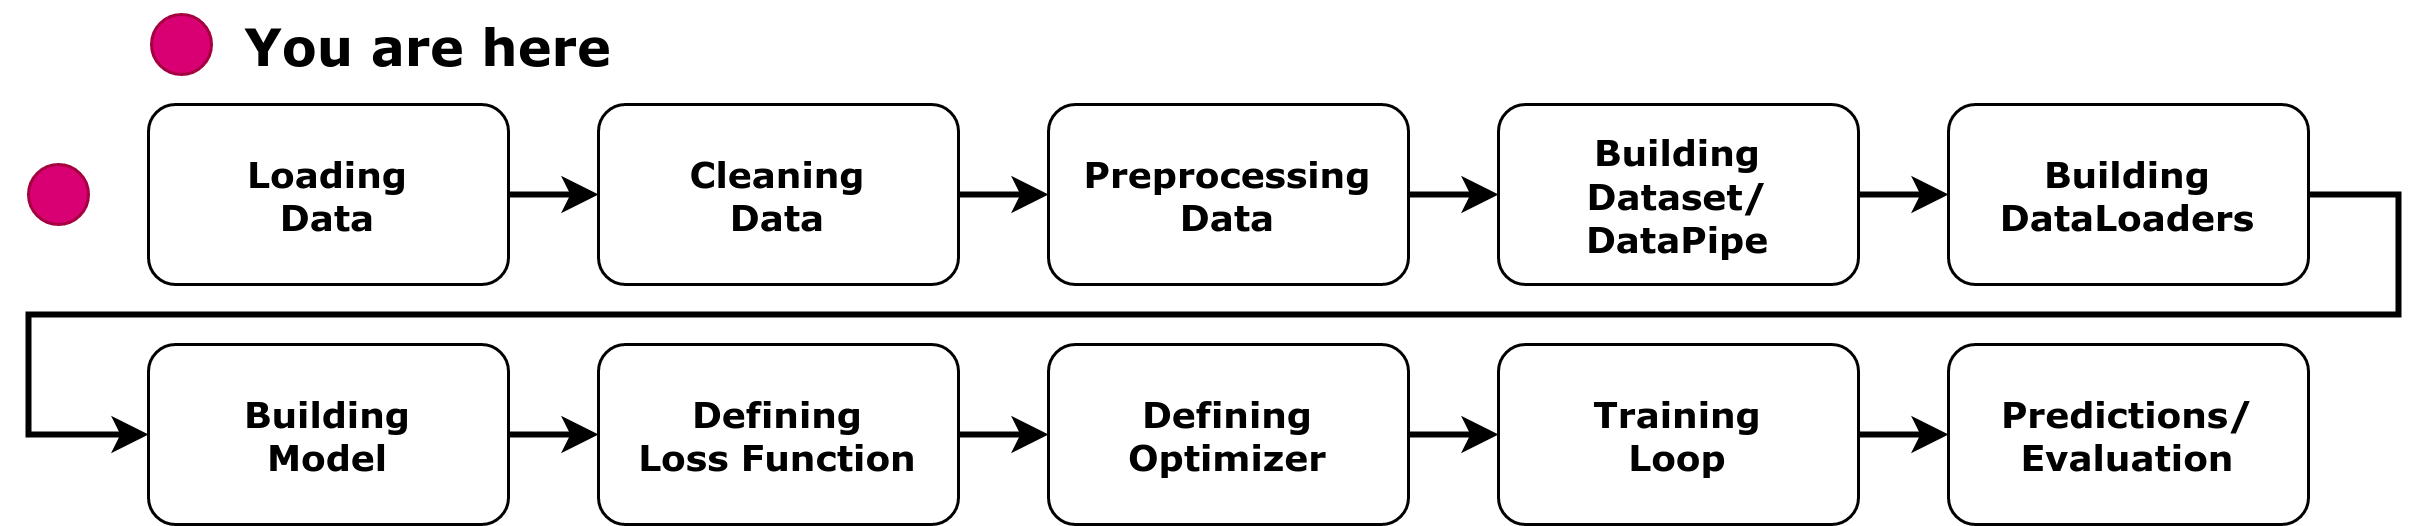 You are here
Loading
Data
Cleaning
Data
Preprocessing
Data
Building
Dataset/
DataPipe
Building
DataLoaders
Building
Model
Defining
Loss Function
Defining
Optimizer
Training
Loop
Predictions/
Evaluation